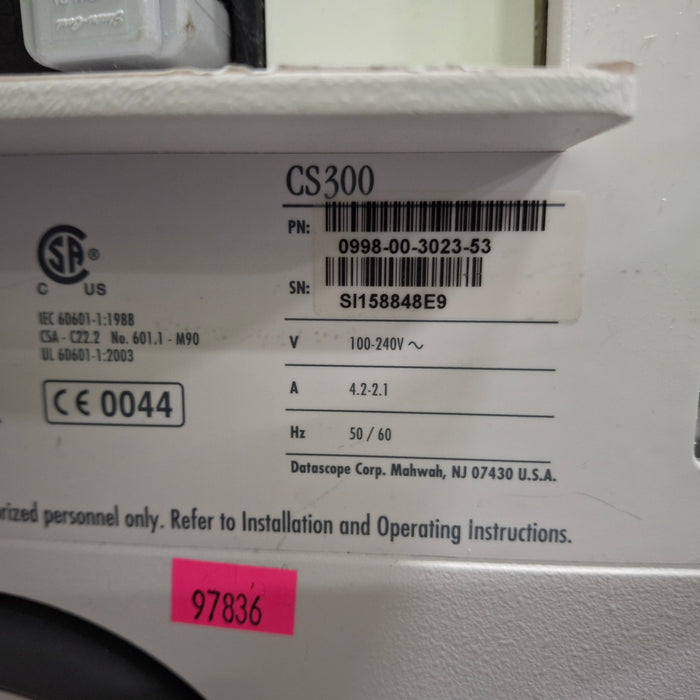 CS300
PN:
0998-00-3023-53
SN:
SI158848E9
SA ®
C US
IEC 60601-1:1988
CSA - C22.2 No. 601.1 - M90
UL 60601-1:2003
CE 0044
V 100-240V ~
A 4.2-2.1
Hz 50 / 60
Datascope Corp. Mahwah, NJ 07430 U.S.A.
rized personnel only. Refer to Installation and Operating Instructions.
97836